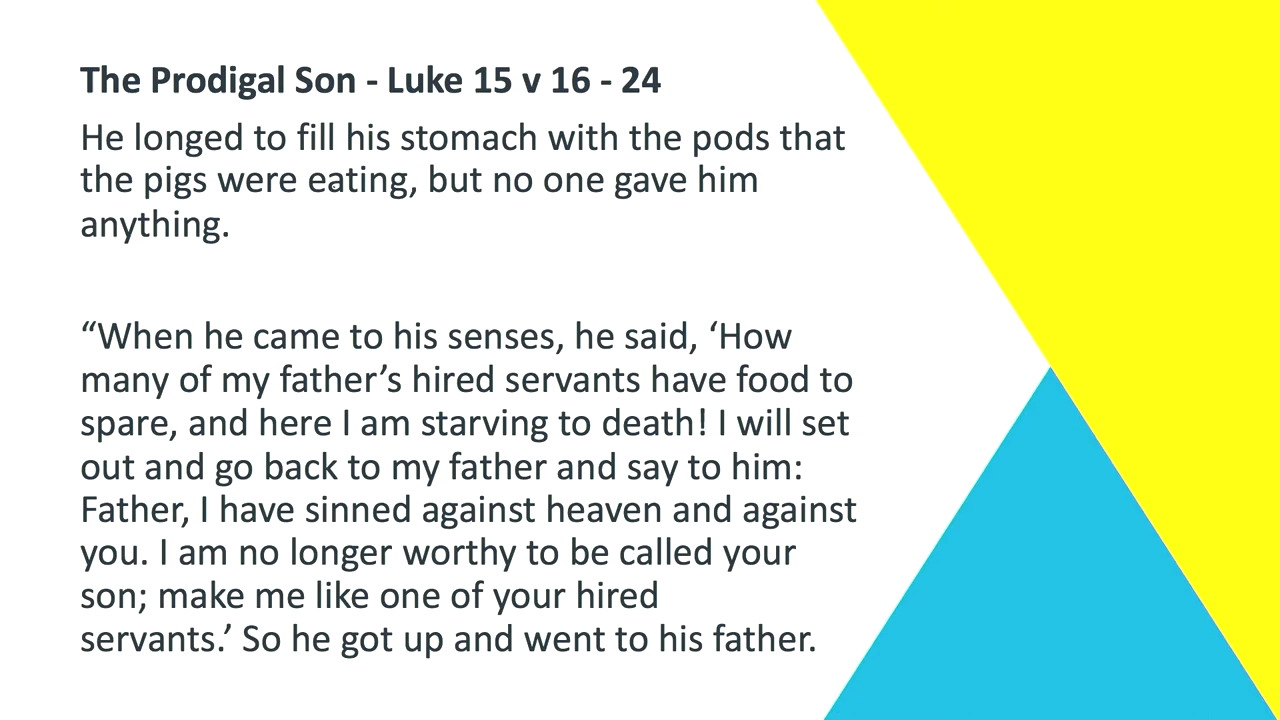 The Prodigal Son - Luke 15 v 16 - 24
He longed to fill his stomach with the pods that
the pigs were eating, but no one gave him
anything.
“When he came to his senses, he said, ‘How
many of my father’s hired servants have food to
spare, and here I am starving to death! I will set
out and go back to my father and say to him:
Father, I have sinned against heaven and against
you. I am no longer worthy to be called your
son; make me like one of your hired
servants.’ So he got up and went to his father.